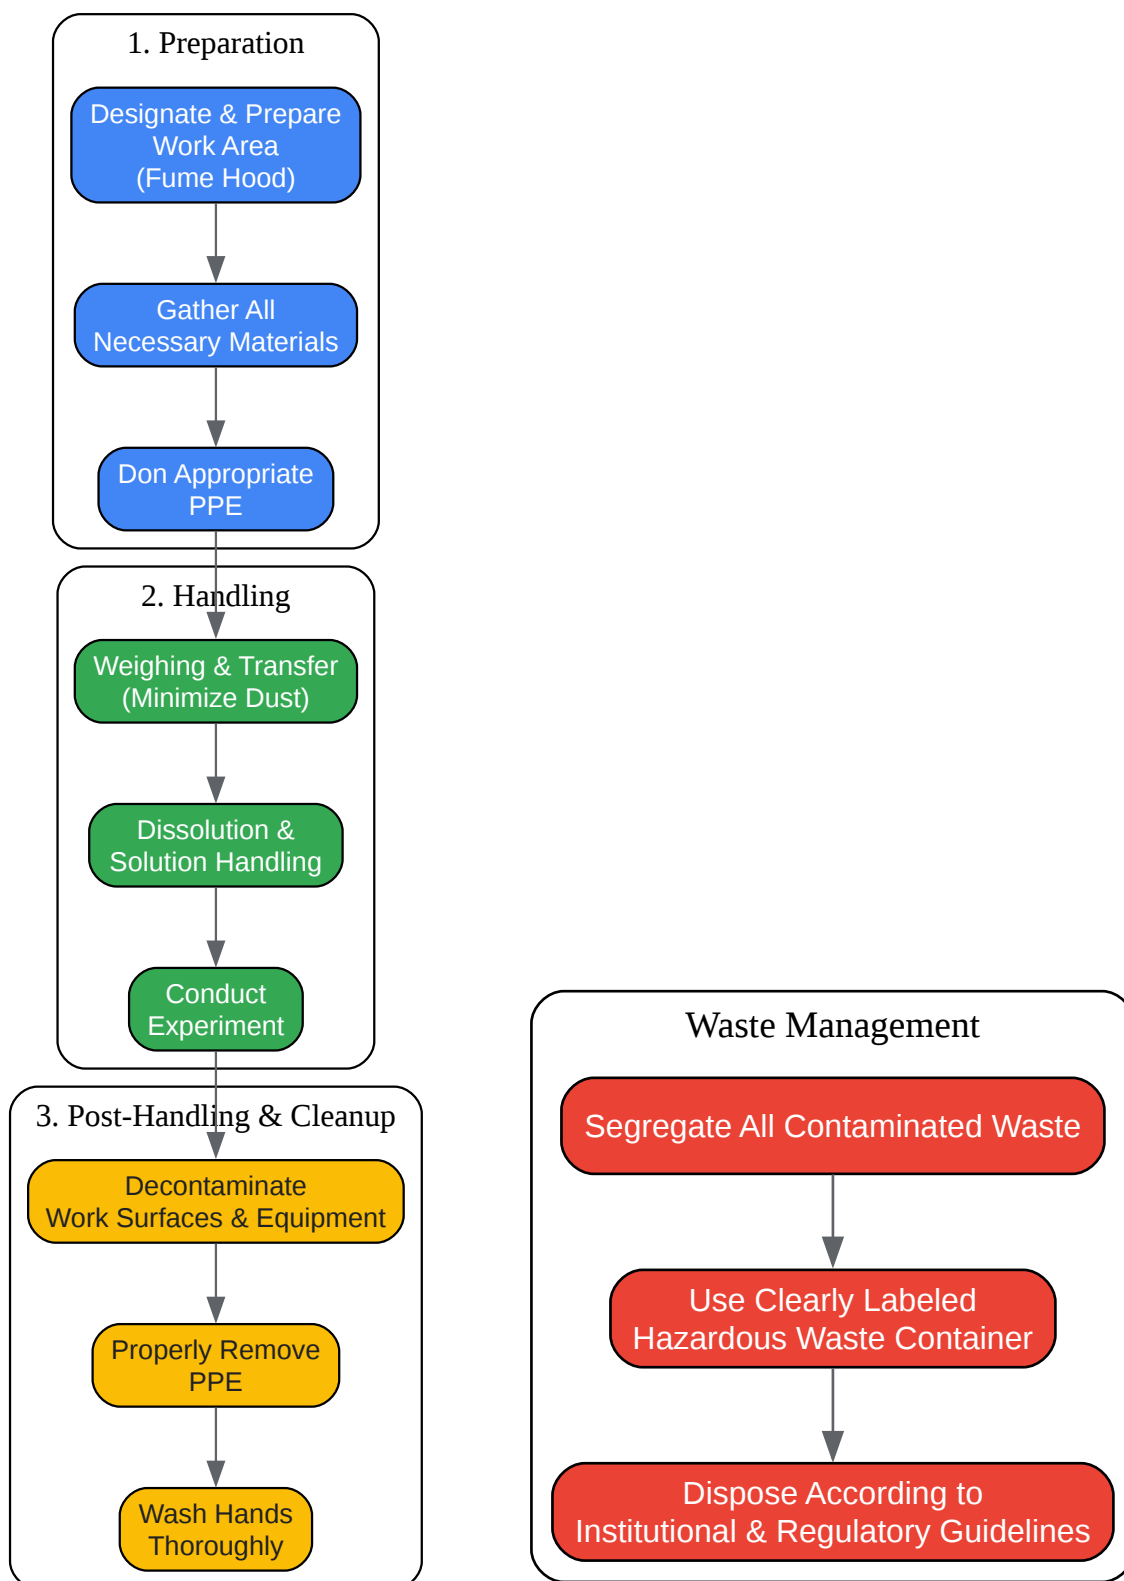 1. Preparation
Designate & Prepare
Work Area
(Fume Hood)
Gather All
Necessary Materials
Don Appropriate
PPE
2. Handling
Weighing & Transfer
(Minimize Dust)
Dissolution &
Solution Handling
Conduct
Experiment
3. Post-Handling & Cleanup
Decontaminate
Work Surfaces & Equipment
Properly Remove
PPE
Wash Hands
Thoroughly
Waste Management
Segregate All Contaminated Waste
Use Clearly Labeled
Hazardous Waste Container
Dispose According to
Institutional & Regulatory Guidelines